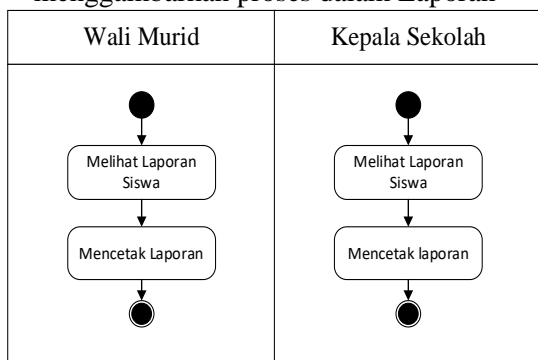 menggambarkan proses dalam Laporan
Wali Murid
Kepala Sekolah
Melihat Laporan
Siswa
Mencetak Laporan
Melihat Laporan
Siswa
Mencetak laporan